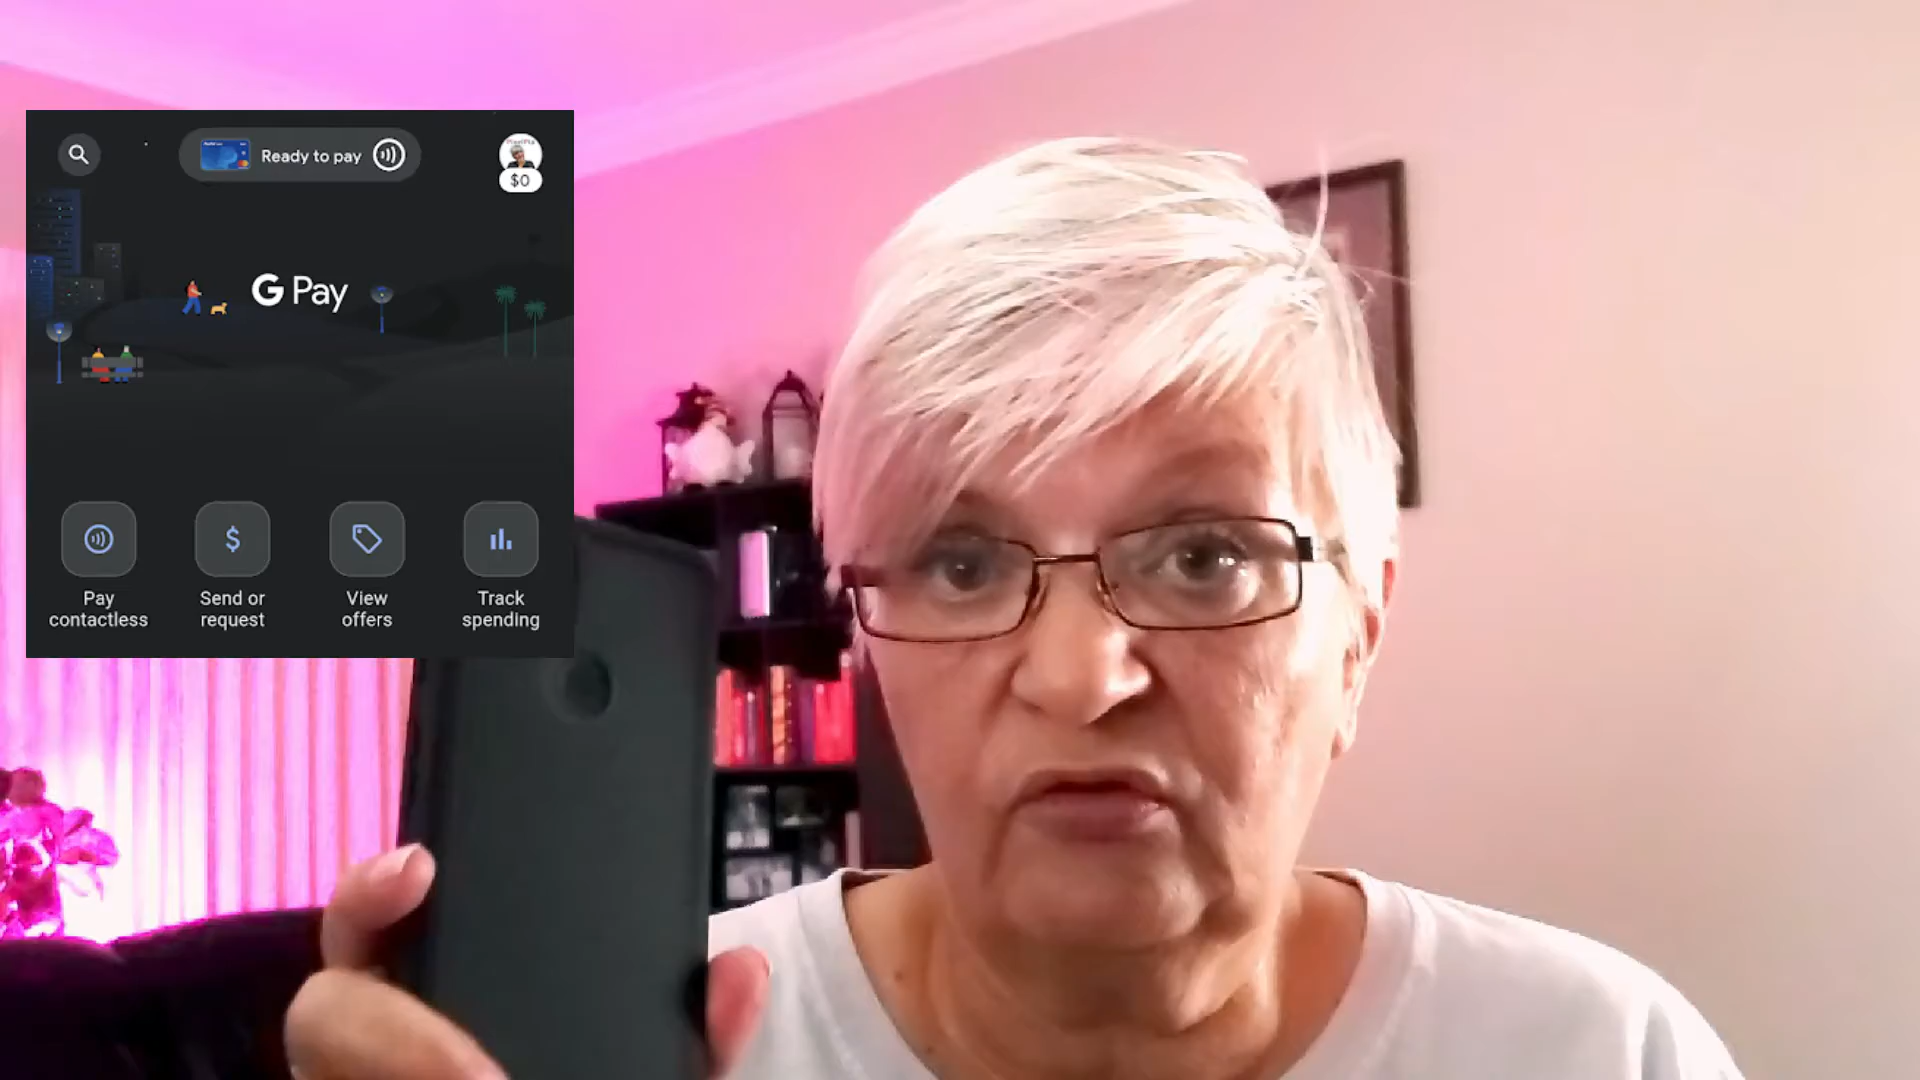 Ready to pay
$0
G Pay
Pay contactless
Send or request
View offers
Track spending